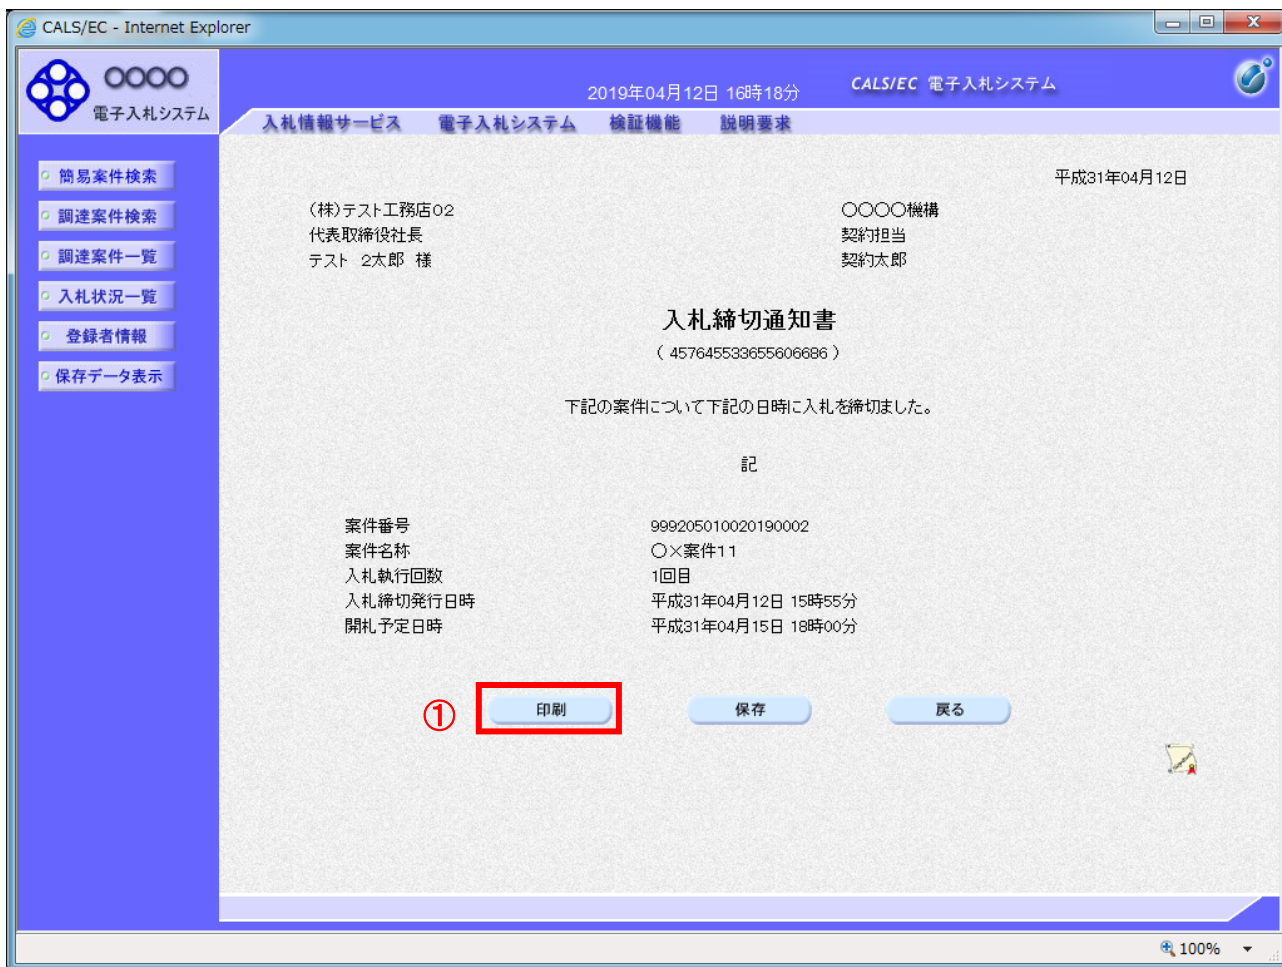 CALS/EC - Internet Explorer
OOOO
電子入札システム
2019年04月12日 16時18分
CALS/EC 電子入札システム
入札情報サービス 電子入札システム 検証機能 説明要求
簡易案件検索
調達案件検索
調達案件一覧
入札状況一覧
登録者情報
保存データ表示
平成31年04月12日
(株)テスト工務店02
代表取締役社長
テスト 2太郎 様
〇〇〇〇機構
契約担当
契約太郎
入札締切通知書
( 457645533655606686 )
下記の案件について下記の日時に入札を締切ました。
記
案件番号 999205010020190002
案件名称 〇×案件11
入札執行回数 1回目
入札締切発行日時 平成31年04月12日 15時55分
開札予定日時 平成31年04月15日 18時00分
① 印刷 保存 戻る
100%